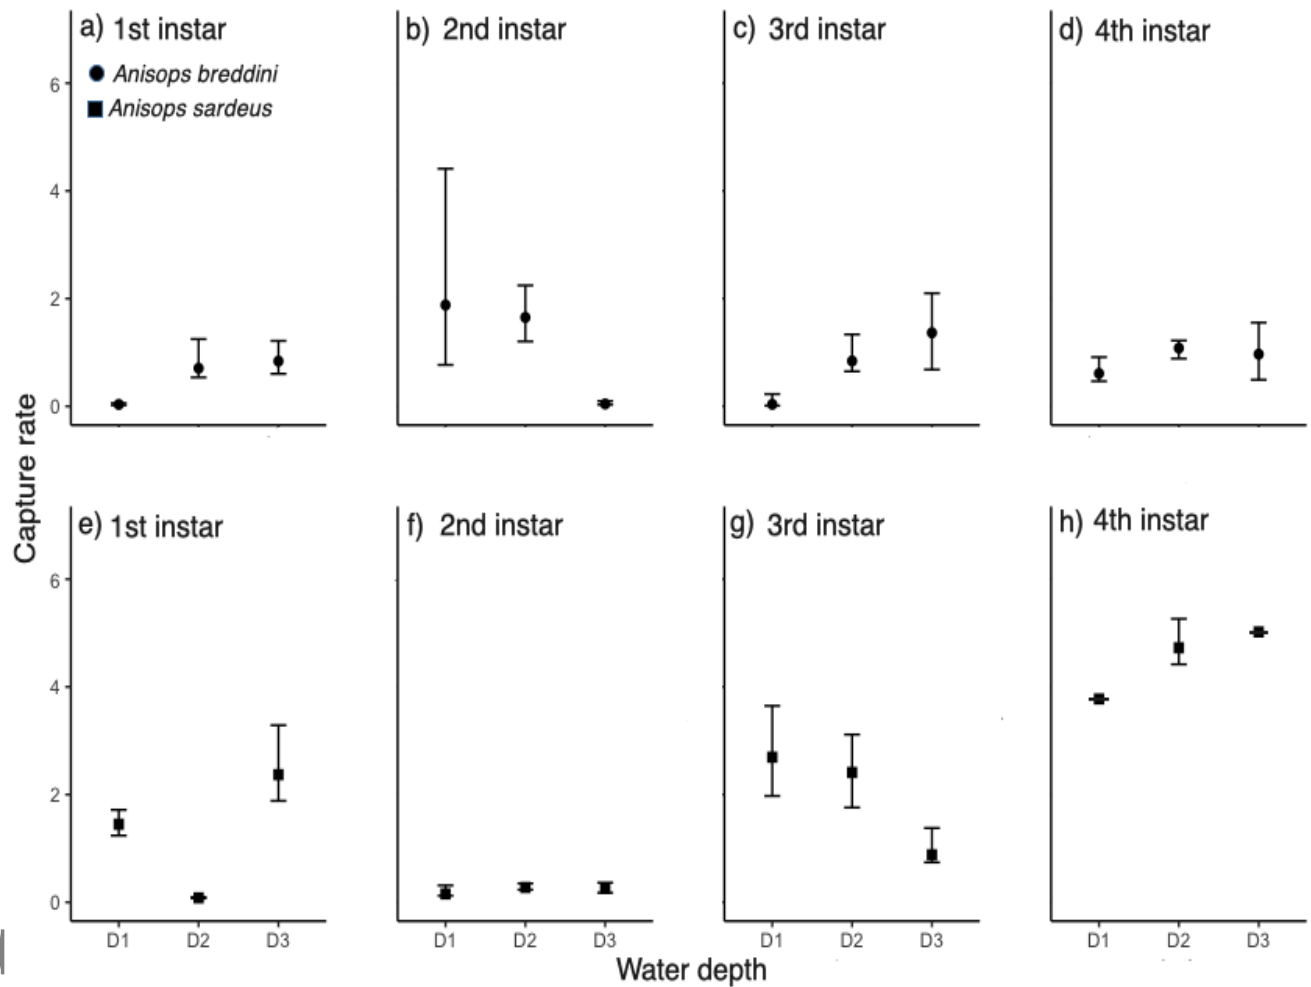 a) 1st instar
b) 2nd instar
c) 3rd instar
d) 4th instar
Anisops breddini
Anisops sardeus
6
4
2
0
Capture rate
e) 1st instar
f) 2nd instar
g) 3rd instar
h) 4th instar
6
4
2
0
D1 D2 D3
D1 D2 D3
D1 D2 D3
D1 D2 D3
Water depth